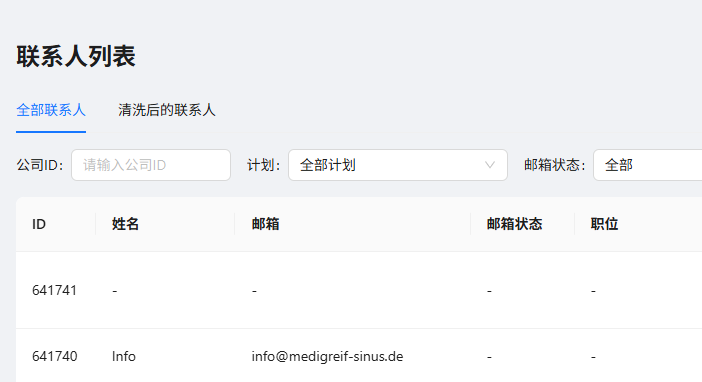 联系人列表
全部联系人 清洗后的联系人
公司ID: 请输入公司ID 计划: 全部计划 邮箱状态: 全部
ID 姓名 邮箱 邮箱状态 职位
641741 - - - -
641740 Info info@medigreif-sinus.de - -